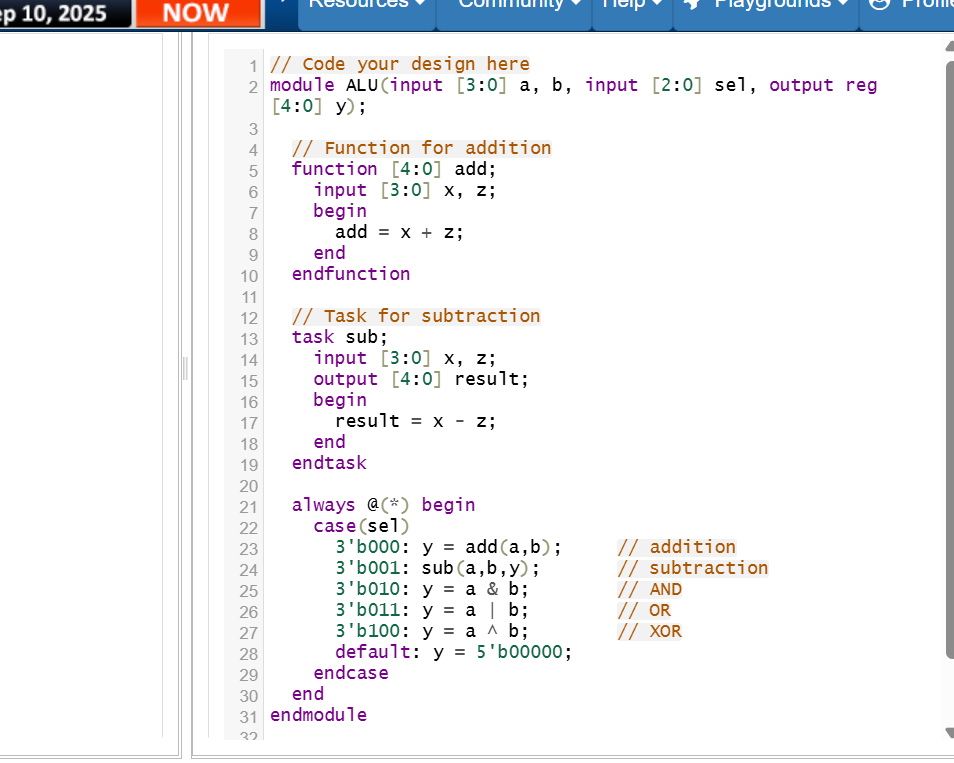 ep 10, 2025 NOW Resources Community Help Playgrounds Profile
1 // Code your design here
2 module ALU(input [3:0] a, b, input [2:0] sel, output reg
[4:0] y);
3
4 // Function for addition
5 function [4:0] add;
6 input [3:0] x, z;
7 begin
8 add = x + z;
9 end
10 endfunction
11
12 // Task for subtraction
13 task sub;
14 input [3:0] x, z;
15 output [4:0] result;
16 begin
17 result = x - z;
18 end
19 endtask
20
21 always @(*) begin
22 case(sel)
23 3'b000: y = add(a,b); // addition
24 3'b001: sub(a,b,y); // subtraction
25 3'b010: y = a & b; // AND
26 3'b011: y = a | b; // OR
27 3'b100: y = a ^ b; // XOR
28 default: y = 5'b00000;
29 endcase
30 end
31 endmodule
32